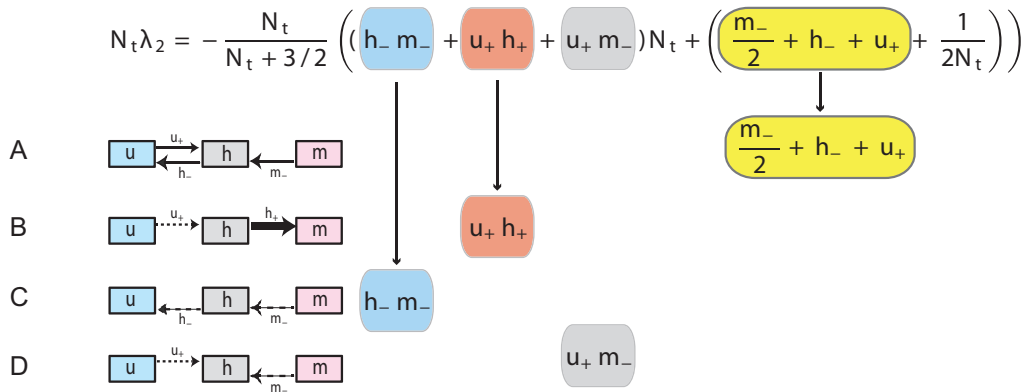 N_t λ_2 = − N_t / (N_t + 3/2) ((h_− m_− + u_+ h_+ + u_+ m_−) N_t + (m_−/2 + h_− + u_+ + 1/(2N_t)))
m_−/2 + h_− + u_+
A u u_+ h_− h m_− m
B u u_+ h h_+ m u_+ h_+
C u h_− h m_− m h_− m_−
D u u_+ h m_− m u_+ m_−